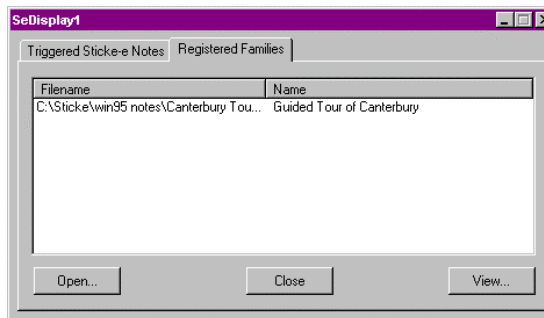 SeDisplay1
Triggered Sticke-e Notes Registered Families
Filename Name
C:\Sticke\win95 notes\Canterbury Tou... Guided Tour of Canterbury
Open... Close View...